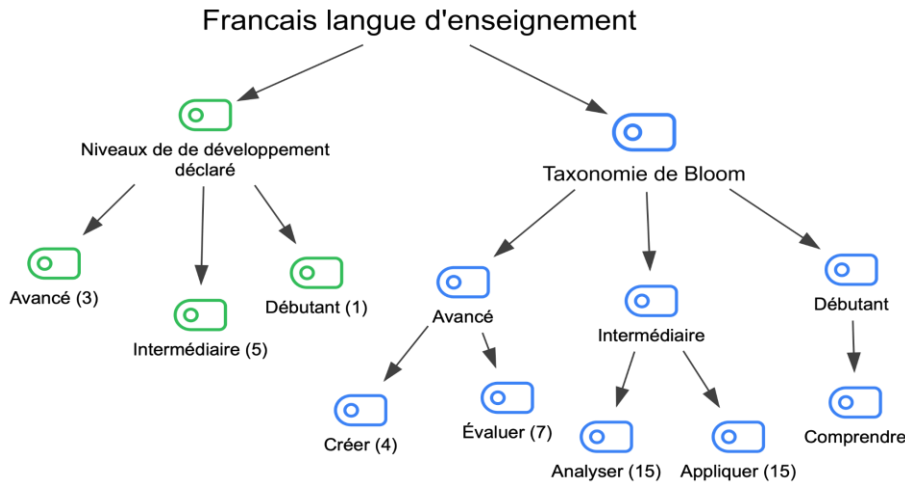 Francais langue d'enseignement
Niveaux de de développement
déclaré
Taxonomie de Bloom
Avancé (3)
Intermédiaire (5)
Débutant (1)
Avancé
Intermédiaire
Débutant
Créer (4)
Évaluer (7)
Analyser (15)
Appliquer (15)
Comprendre